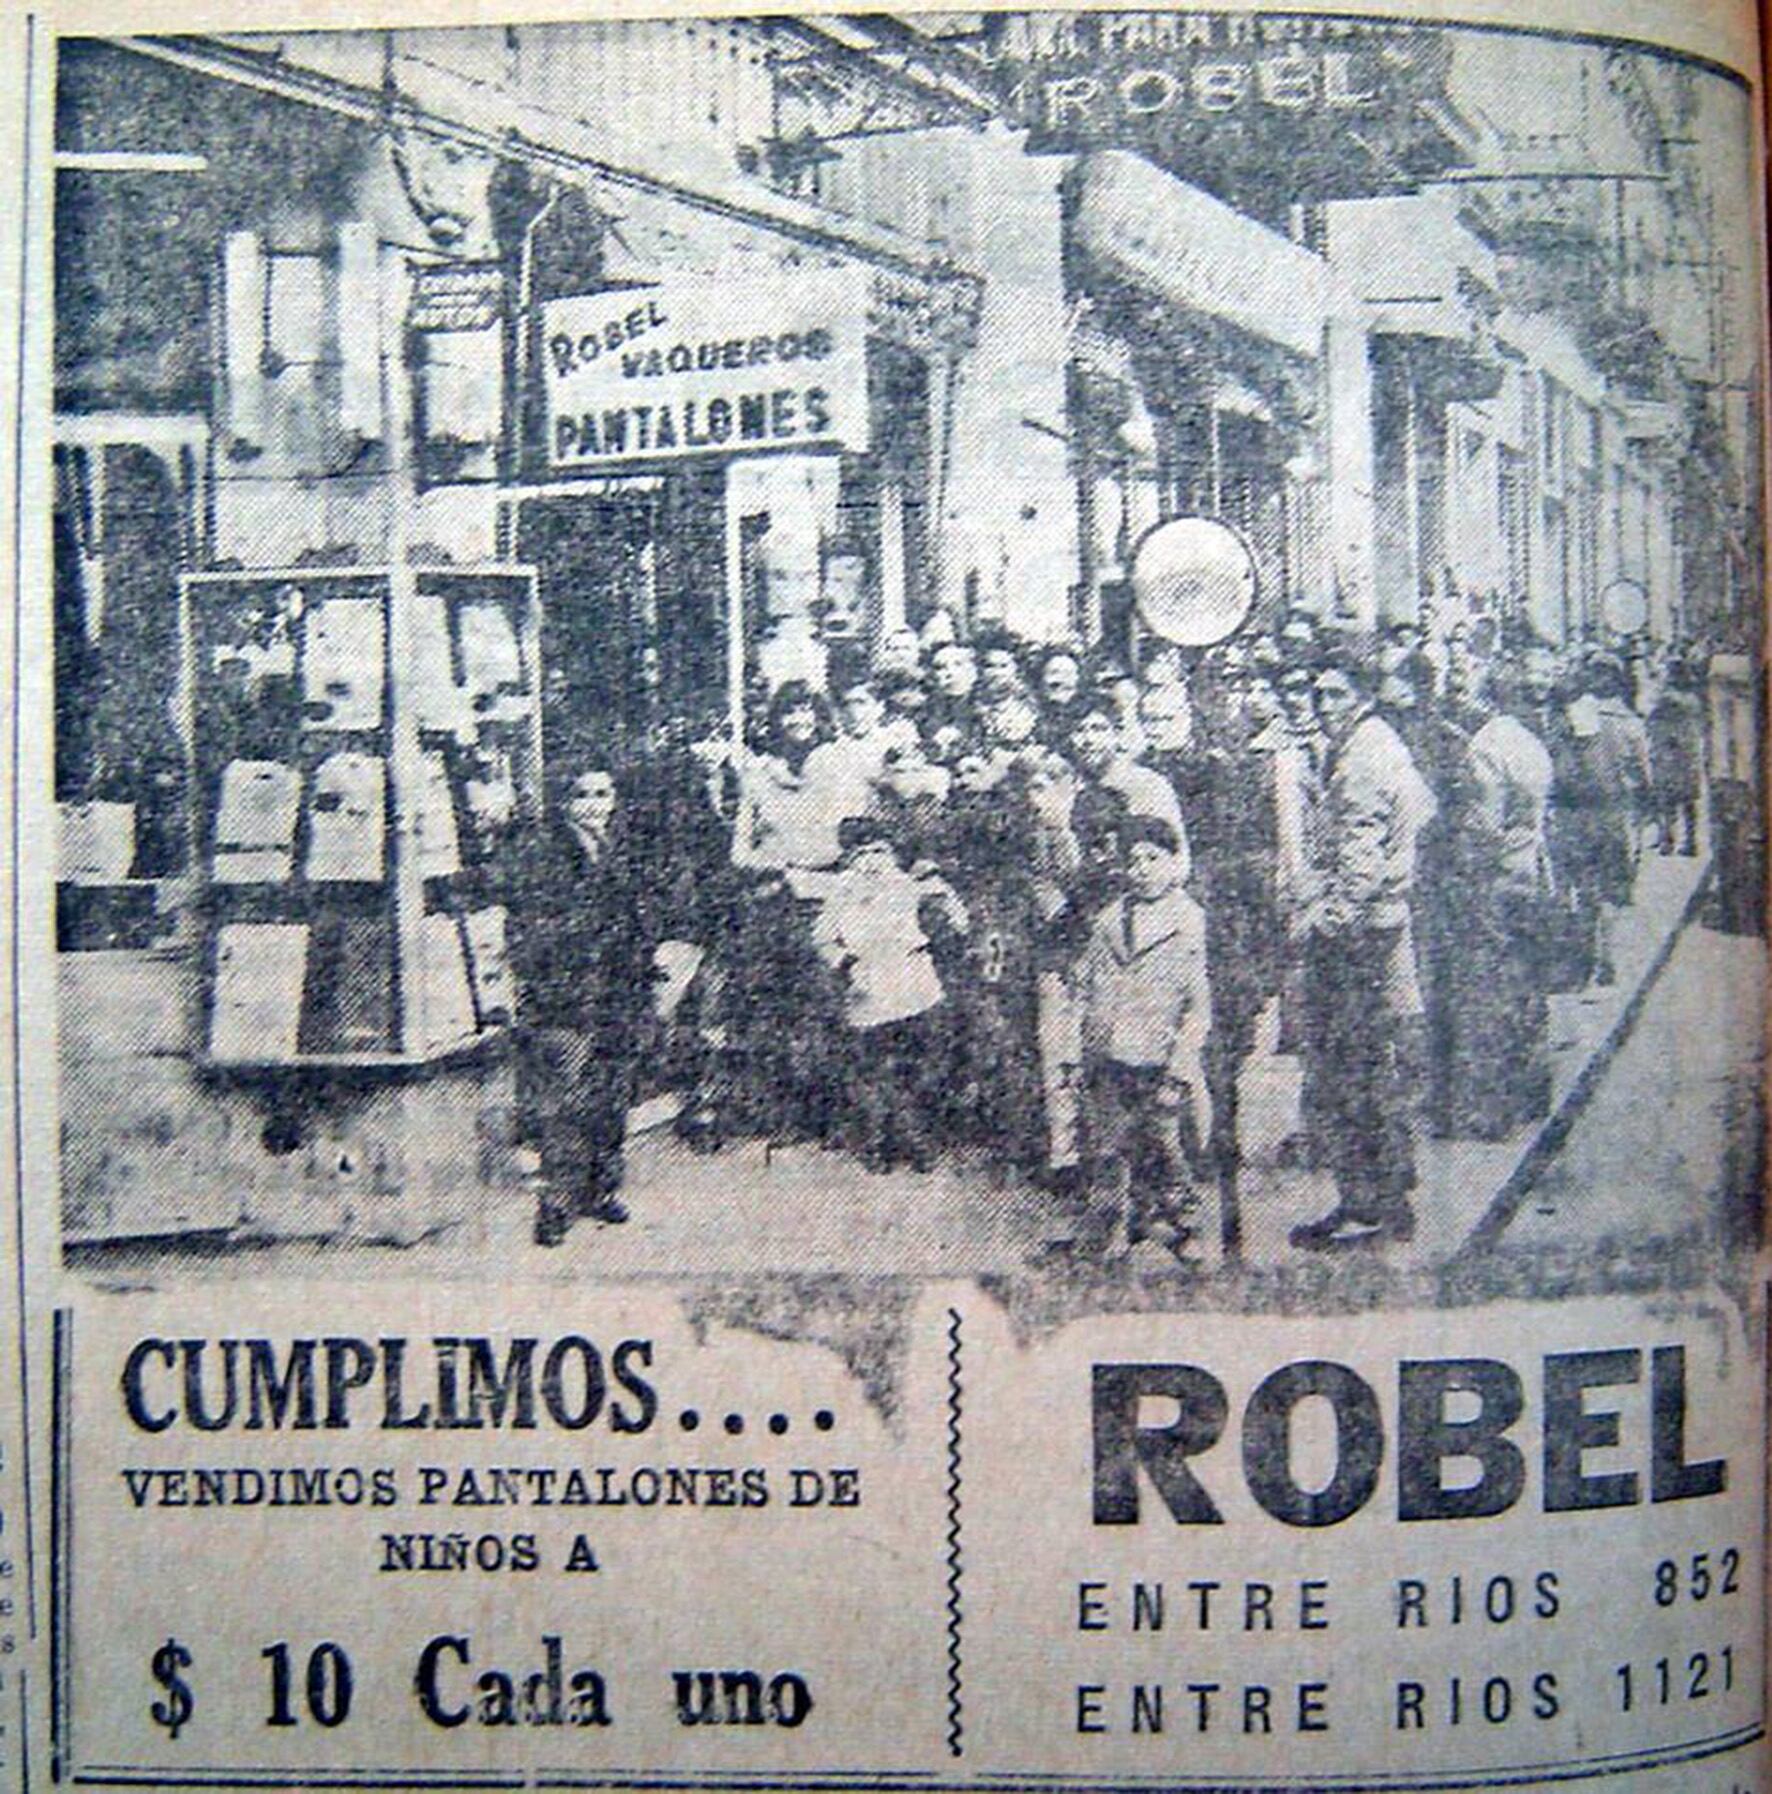 ROBEL
ROBEL
VAQUEROS
PANTALONES
CUMPLIMOS....
VENDIMOS PANTALONES DE
NIÑOS A
$ 10 Cada uno
ROBEL
ENTRE RIOS 852
ENTRE RIOS 1121